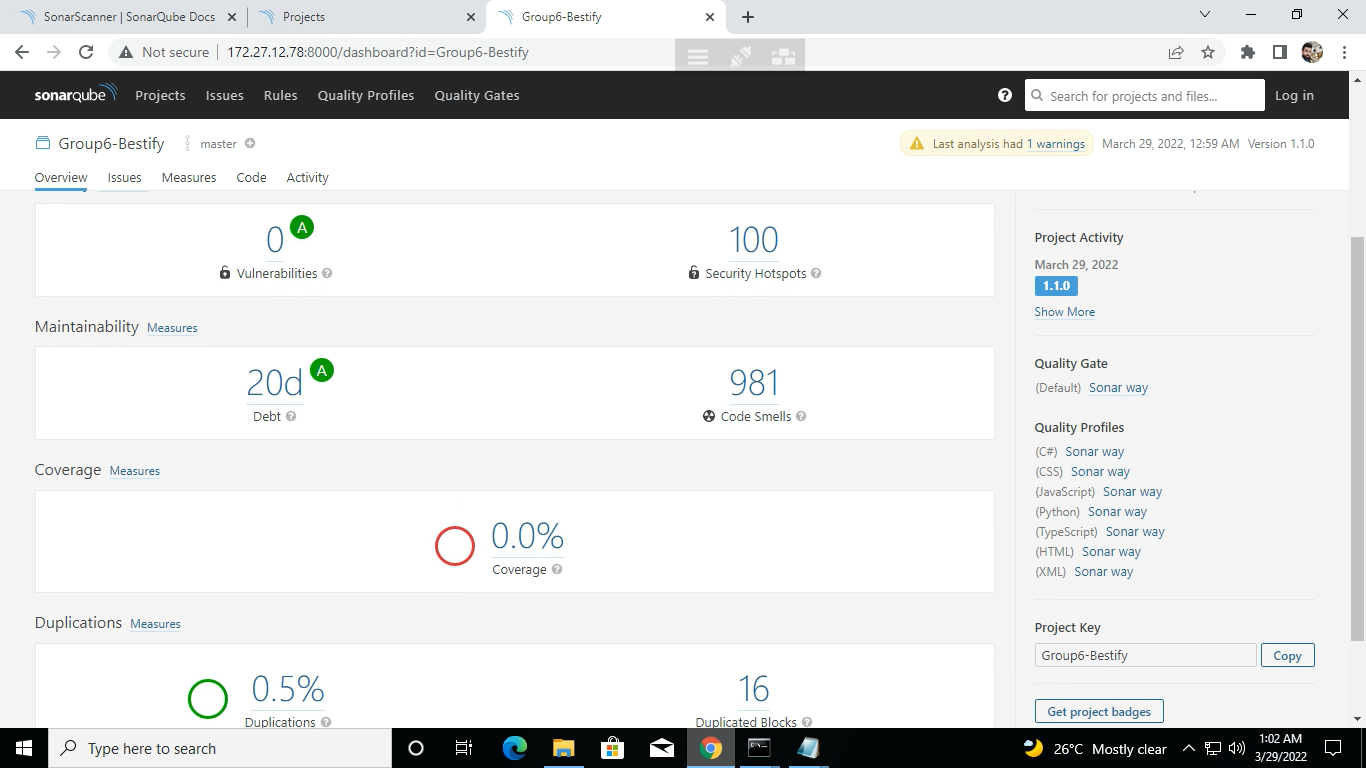 SonarScanner | SonarQube Docs
Projects
Group6-Bestify
Not secure
172.27.12.78:8000/dashboard?id=Group6-Bestify
sonarqube Projects Issues Rules Quality Profiles Quality Gates
Search for projects and files...
Log in
Group6-Bestify
master
Last analysis had 1 warnings
March 29, 2022, 12:59 AM Version 1.1.0
Overview Issues Measures Code Activity
0 A
Vulnerabilities
100
Security Hotspots
Maintainability Measures
20d A
Debt
981
Code Smells
Coverage Measures
0.0%
Coverage
Duplications Measures
0.5%
Duplications
16
Duplicated Blocks
Project Activity
March 29, 2022
1.1.0
Show More
Quality Gate
(Default) Sonar way
Quality Profiles
(C#) Sonar way
(CSS) Sonar way
(JavaScript) Sonar way
(Python) Sonar way
(TypeScript) Sonar way
(HTML) Sonar way
(XML) Sonar way
Project Key
Group6-Bestify
Copy
Get project badges
Type here to search
26°C Mostly clear
1:02 AM
3/29/2022